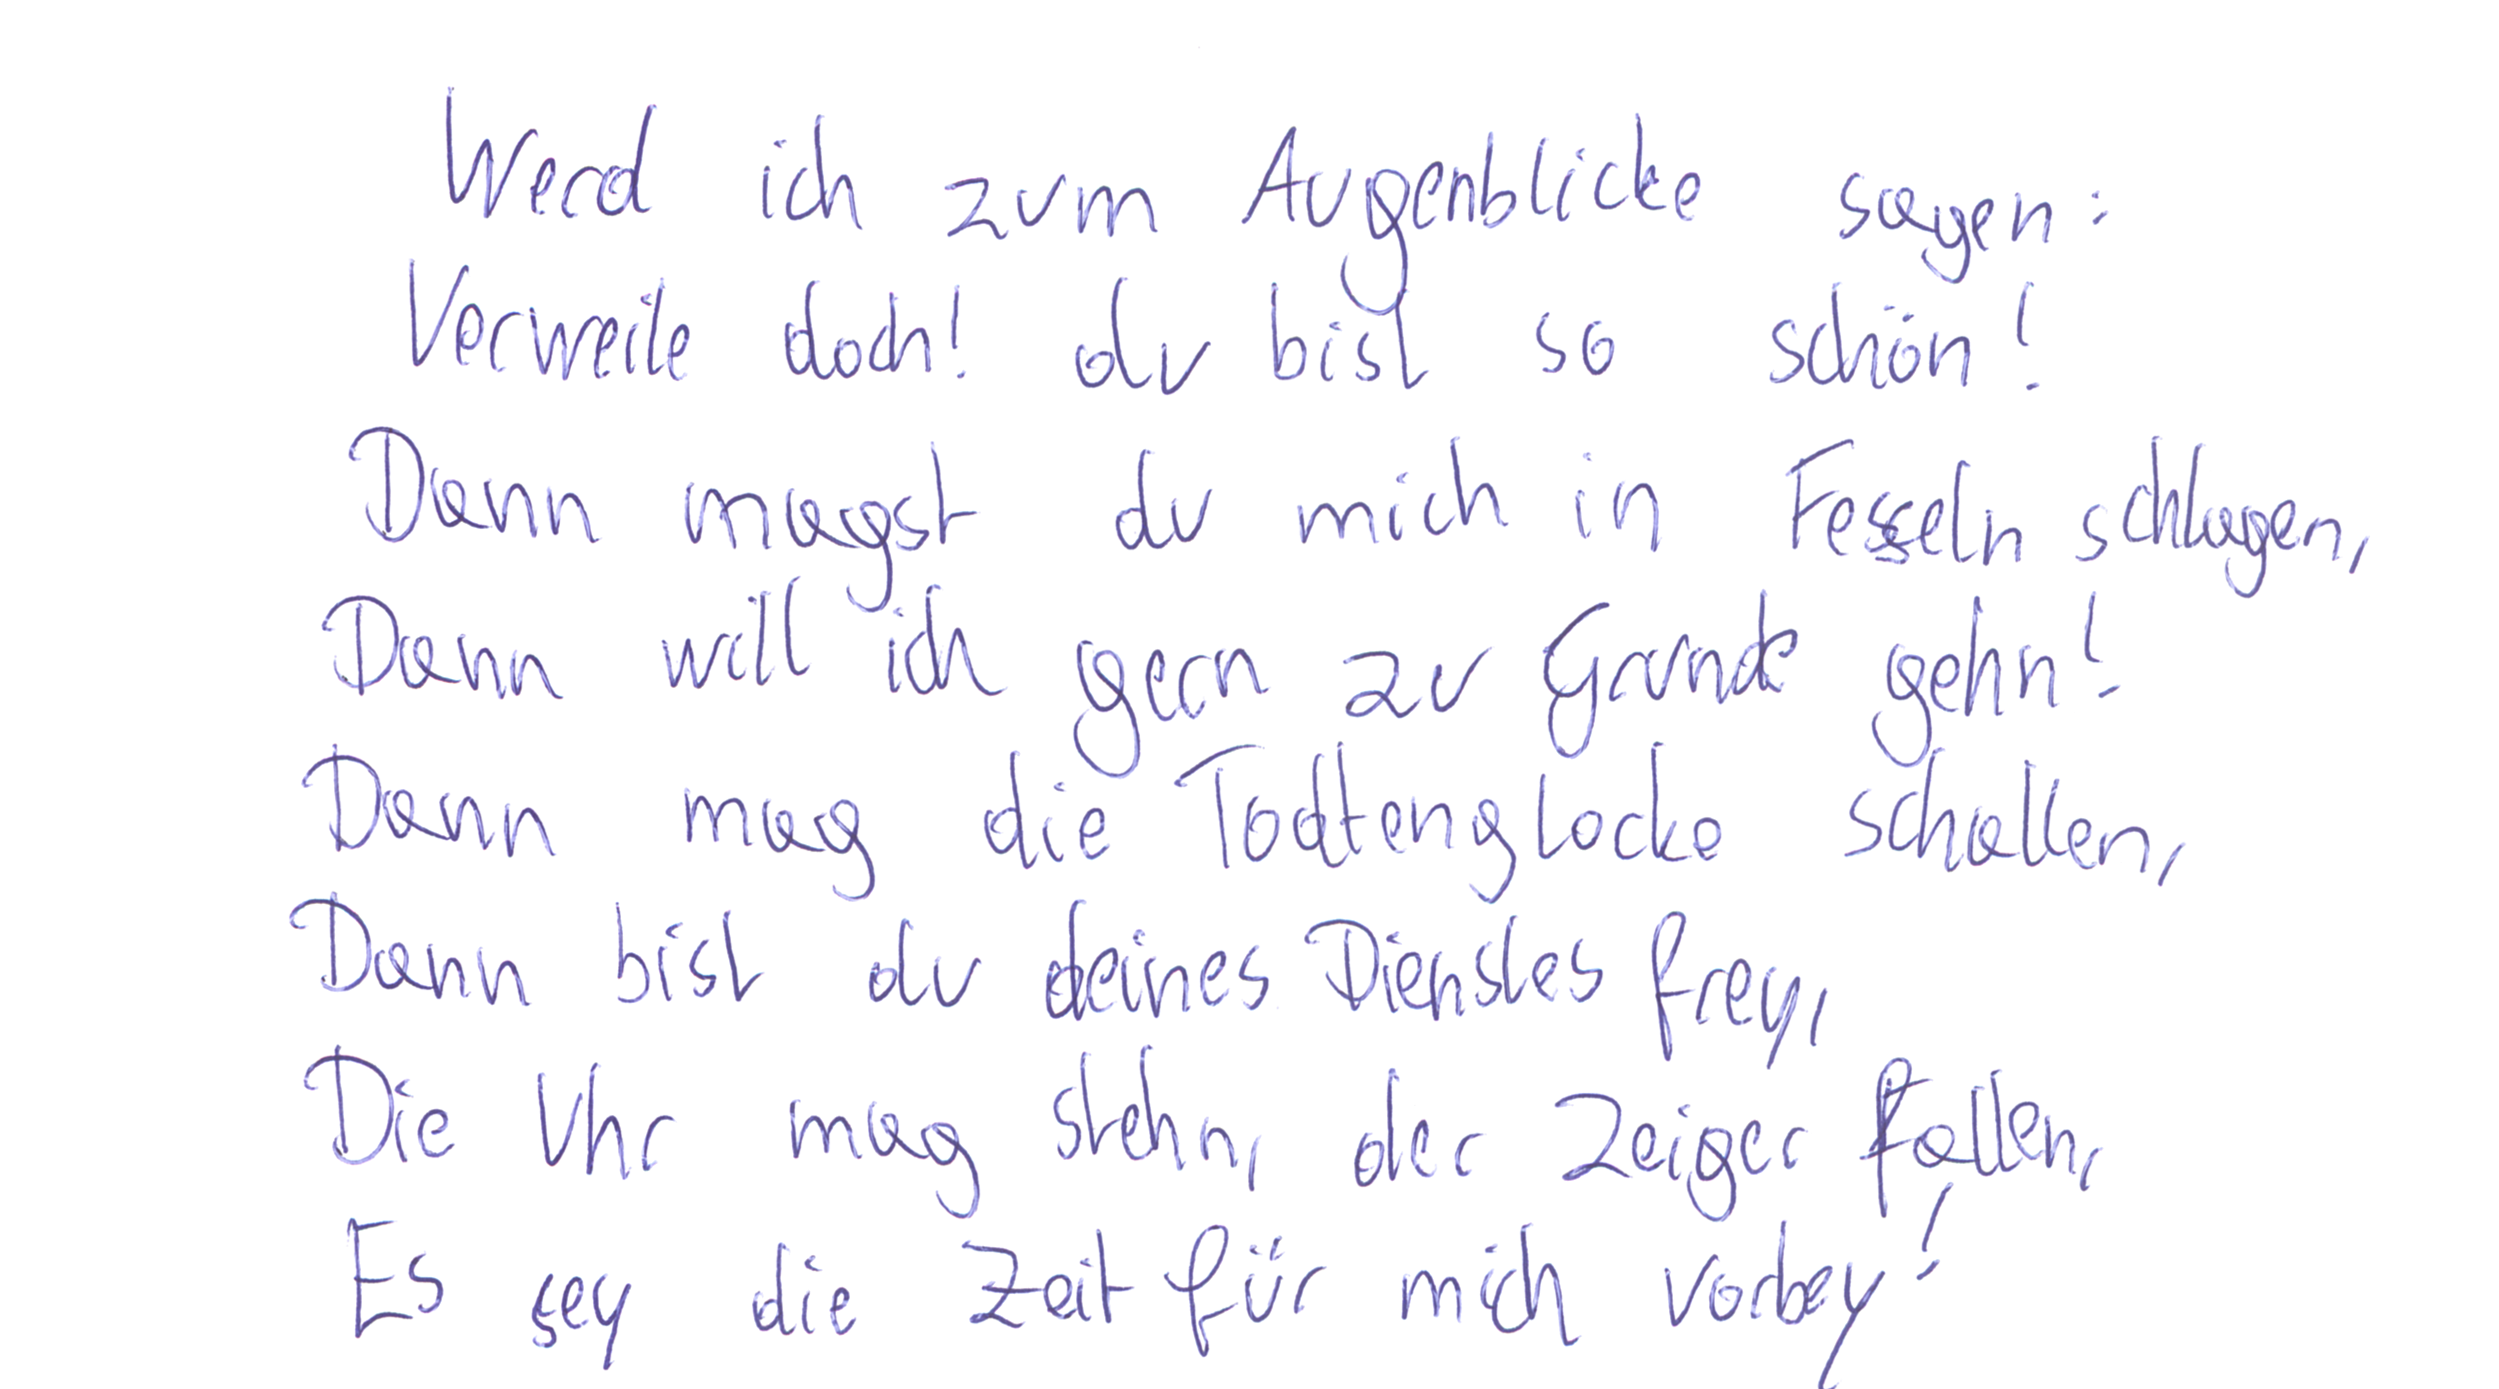 Werd ich zum Augenblicke sagen:
Verweile doch! du bist so schön!
Dann magst du mich in Fesseln schlagen,
Dann will ich gern zu Grunde gehn!
Dann mag die Todtenglocke schallen,
Dann bist du deines Dienstes frey,
Die Uhr mag stehn, der Zeiger fallen,
Es sey die Zeit für mich vorbey!